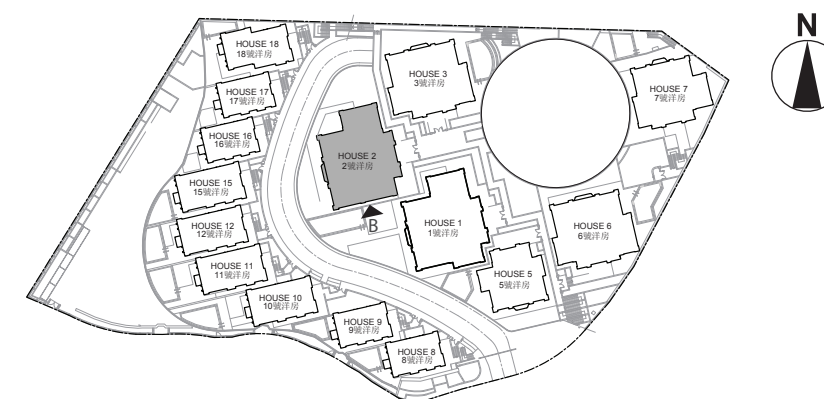 N
HOUSE 18
18號洋房
HOUSE 17
17號洋房
HOUSE 16
16號洋房
HOUSE 15
15號洋房
HOUSE 12
12號洋房
HOUSE 11
11號洋房
HOUSE 10
10號洋房
HOUSE 9
9號洋房
HOUSE 8
8號洋房
HOUSE 3
3號洋房
HOUSE 2
2號洋房
B
HOUSE 1
1號洋房
HOUSE 5
5號洋房
HOUSE 6
6號洋房
HOUSE 7
7號洋房